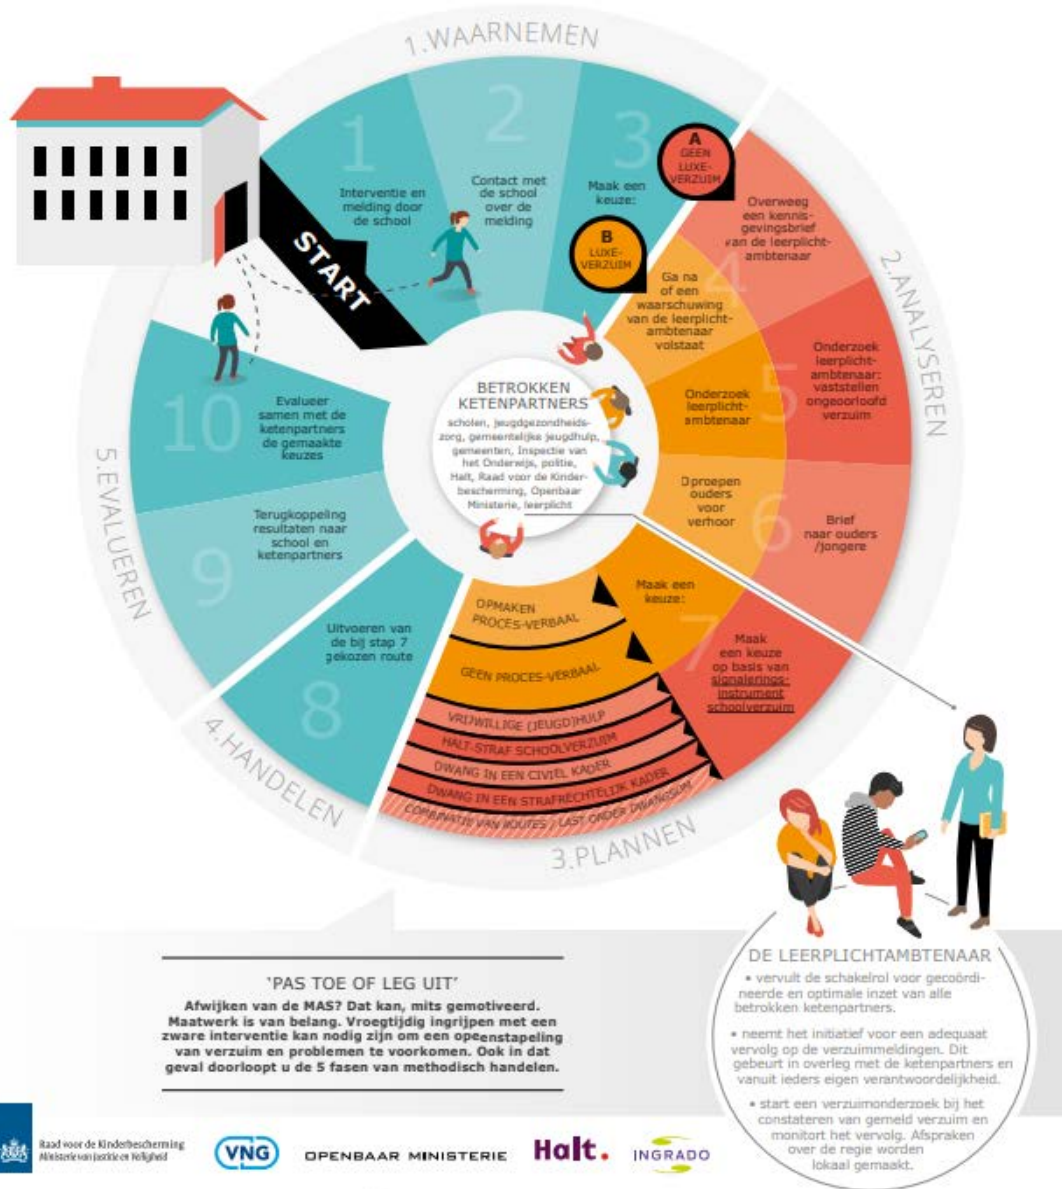 1.WAARNEMEN
1
Interventie en
melding door
de school
2
Contact met
de school
over de
melding
3
Maak een
keuze:
A
GEEN
LUXE-
VERZUIM
B
LUXE-
VERZUIM
START
2.ANALYSEREN
4
Overweeg
een kennis-
gevingsbrief
van de leerplicht-
ambtenaar
Ga na
of een
waarschuwing
van de leerplicht-
ambtenaar
volstaat
5
Onderzoek
leerplicht-
ambtenaar:
vaststellen
ongeoorloofd
verzuim
Onderzoek
leerplicht-
ambtenaar
6
Oproepen
ouders
voor
verhoor
Brief
naar ouders
/jongere
7
Maak een
keuze:
Maak
een keuze
op basis van
signalerings-
instrument
schoolverzuim
3.PLANNEN
OPMAKEN
PROCES-VERBAAL
GEEN PROCES-VERBAAL
VRIJWILLIGE (JEUGD)HULP
HALT-STRAF SCHOOLVERZUIM
DWANG IN EEN CIVIEL KADER
DWANG IN EEN STRAFRECHTELIJK KADER
COMBINATIE VAN ROUTES / LAST ONDER DWANGSOM
4.HANDELEN
8
Uitvoeren van
de bij stap 7
gekozen route
5.EVALUEREN
9
Terugkoppeling
resultaten naar
school en
ketenpartners
10
Evalueer
samen met de
ketenpartners
de gemaakte
keuzes
BETROKKEN
KETENPARTNERS
scholen, jeugdgezondheids-
zorg, gemeentelijke jeugdhulp,
gemeenten, Inspectie van
het Onderwijs, politie,
Halt, Raad voor de Kinder-
bescherming, Openbaar
Ministerie, leerplicht
'PAS TOE OF LEG UIT'
Afwijken van de MAS? Dat kan, mits gemotiveerd.
Maatwerk is van belang. Vroegtijdig ingrijpen met een
zware interventie kan nodig zijn om een opeenstapeling
van verzuim en problemen te voorkomen. Ook in dat
geval doorloopt u de 5 fasen van methodisch handelen.
DE LEERPLICHTAMBTENAAR
• vervult de schakelrol voor gecoördi-
neerde en optimale inzet van alle
betrokken ketenpartners.
• neemt het initiatief voor een adequaat
vervolg op de verzuimmeldingen. Dit
gebeurt in overleg met de ketenpartners en
vanuit ieders eigen verantwoordelijkheid.
• start een verzuimonderzoek bij het
constateren van gemeld verzuim en
monitort het vervolg. Afspraken
over de regie worden
lokaal gemaakt.
Raad voor de Kinderbescherming
Ministerie van Justitie en Veiligheid
VNG
OPENBAAR MINISTERIE
Halt.
INGRADO